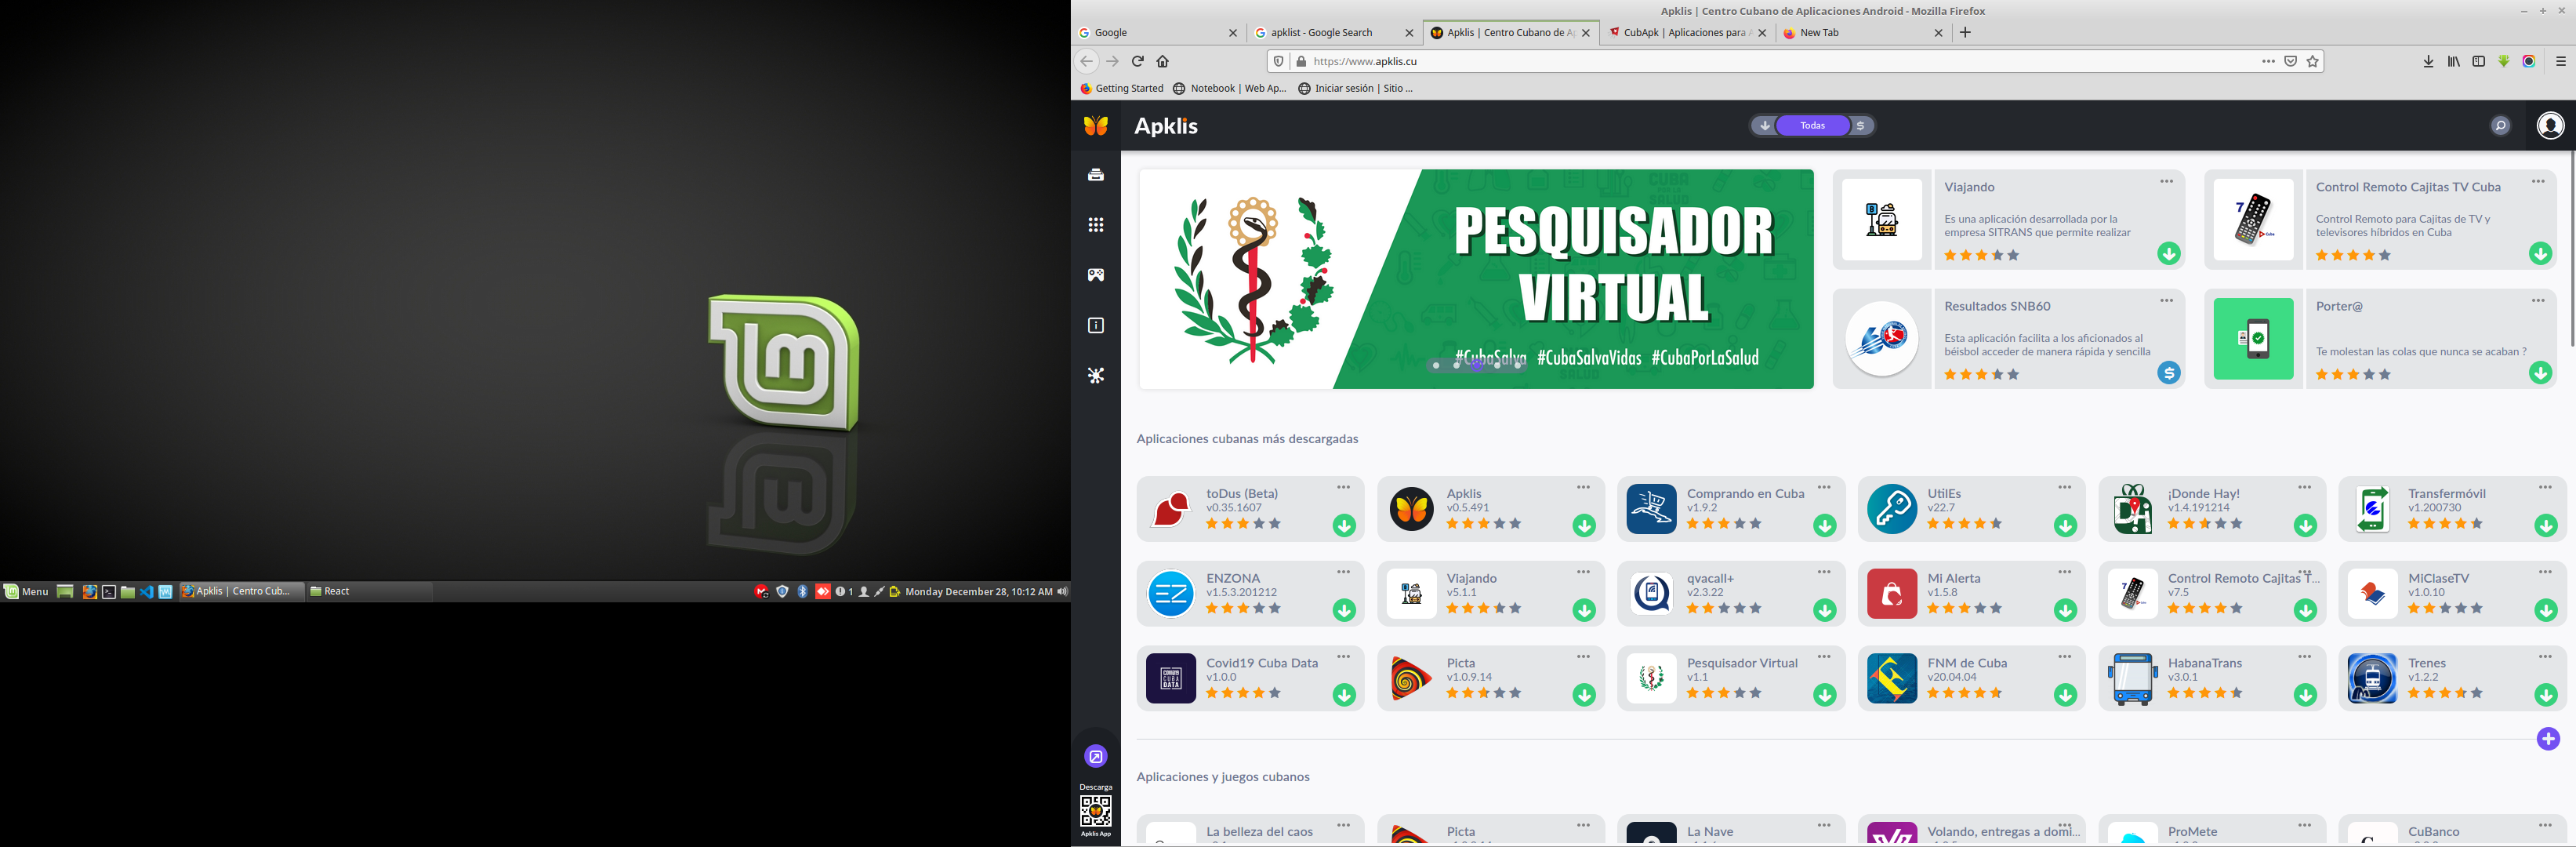 Menu
Apklis | Centro Cub...
React
1
Monday December 28, 10:12 AM
Apklis | Centro Cubano de Aplicaciones Android - Mozilla Firefox
Google
apklist - Google Search
Apklis | Centro Cubano de Ap
CubApk | Aplicaciones para A
New Tab
https://www.apklis.cu
Getting Started
Notebook | Web Ap...
Iniciar sesión | Sitio ...
Apklis
Todas
$
PESQUISADOR
VIRTUAL
#CubaSalva #CubaSalvaVidas #CubaPorLaSalud
Viajando
Es una aplicación desarrollada por la
empresa SITRANS que permite realizar
Control Remoto Cajitas TV Cuba
Control Remoto para Cajitas de TV y
televisores híbridos en Cuba
Resultados SNB60
Esta aplicación facilita a los aficionados al
béisbol acceder de manera rápida y sencilla
$
Porter@
Te molestan las colas que nunca se acaban ?
Aplicaciones cubanas más descargadas
toDus (Beta)
v0.35.1607
Apklis
v0.5.491
Comprando en Cuba
v1.9.2
UtilEs
v22.7
¡Donde Hay!
v1.4.191214
Transfermóvil
v1.200730
ENZONA
v1.5.3.201212
Viajando
v5.1.1
qvacall+
v2.3.22
Mi Alerta
v1.5.8
Control Remoto Cajitas T...
v7.5
MiClaseTV
v1.0.10
Covid19 Cuba Data
v1.0.0
Picta
v1.0.9.14
Pesquisador Virtual
v1.1
FNM de Cuba
v20.04.04
HabanaTrans
v3.0.1
Trenes
v1.2.2
Aplicaciones y juegos cubanos
Descarga
Apklis App
La belleza del caos
Picta
La Nave
Volando, entregas a domi...
ProMete
CuBanco